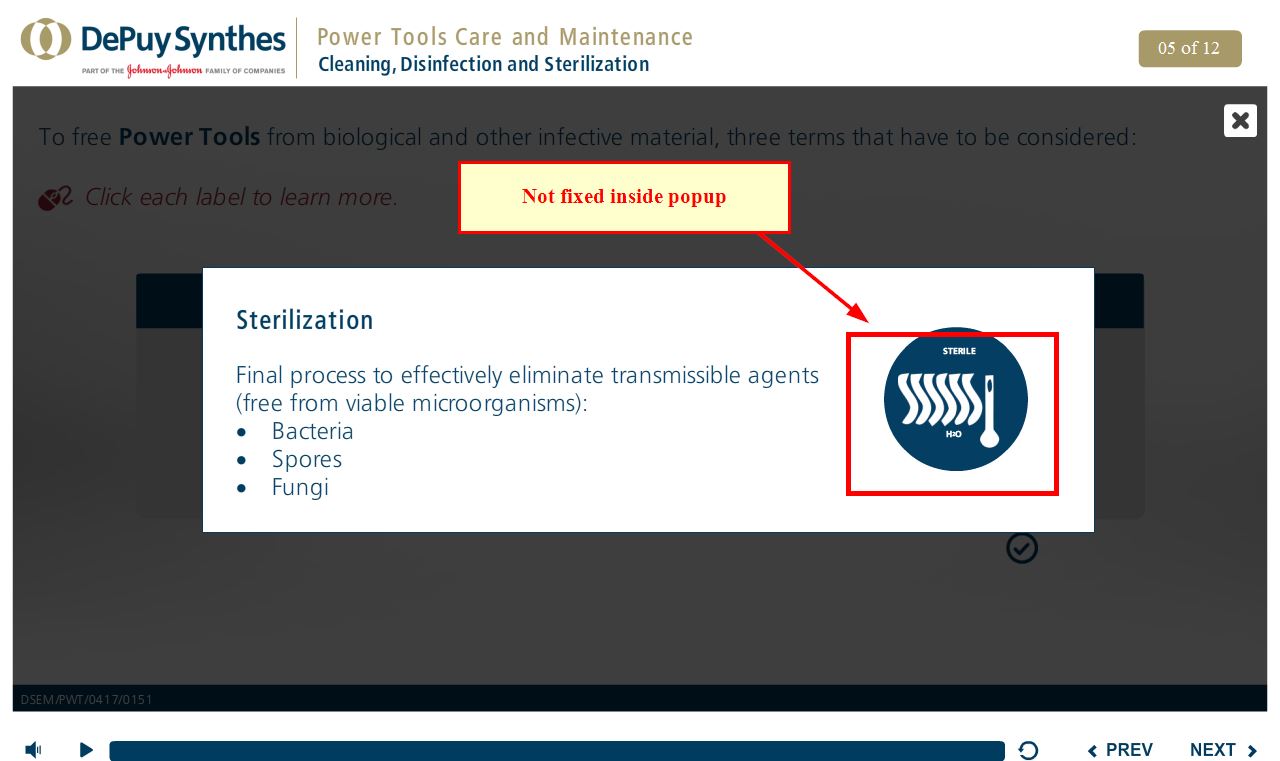 DePuy Synthes
PART OF THE Johnson & Johnson FAMILY OF COMPANIES
Power Tools Care and Maintenance
Cleaning, Disinfection and Sterilization
05 of 12
To free Power Tools from biological and other infective material, three terms that have to be considered:
Click each label to learn more.
Not fixed inside popup
Sterilization
Final process to effectively eliminate transmissible agents
(free from viable microorganisms):
• Bacteria
• Spores
• Fungi
STERILE
H2O
DSEM/PWT/0417/0151
PREV
NEXT